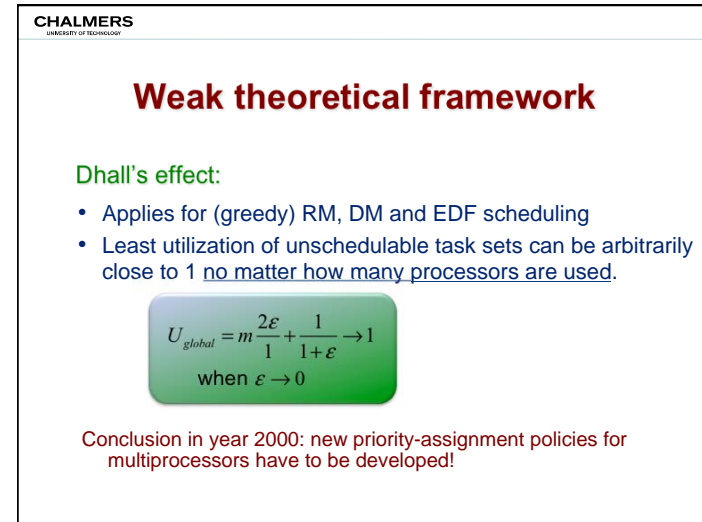 CHALMERS
UNIVERSITY OF TECHNOLOGY
Weak theoretical framework
Dhall's effect:
• Applies for (greedy) RM, DM and EDF scheduling
• Least utilization of unschedulable task sets can be arbitrarily
close to 1 no matter how many processors are used.
U_global = m 2ε/1 + 1/(1+ε) → 1
when ε → 0
Conclusion in year 2000: new priority-assignment policies for
multiprocessors have to be developed!